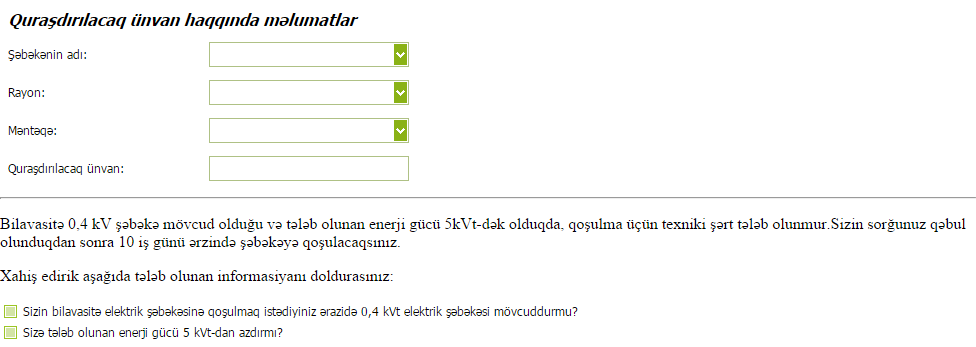 Quraşdırılacaq ünvan haqqında məlumatlar
Şəbəkənin adı:
Rayon:
Məntəqə:
Quraşdırılacaq ünvan:
Bilavasitə 0,4 kV şəbəkə mövcud olduğu və tələb olunan enerji gücü 5kVt-dək olduqda, qoşulma üçün texniki şərt tələb olunmur.Sizin sorğunuz qəbul
olunduqdan sonra 10 iş günü ərzində şəbəkəyə qoşulacaqsınız.
Xahiş edirik aşağıda tələb olunan informasiyanı doldurasınız:
Sizin bilavasitə elektrik şəbəkəsinə qoşulmaq istədiyiniz ərazidə 0,4 kVt elektrik şəbəkəsi mövcuddurmu?
Sizə tələb olunan enerji gücü 5 kVt-dan azdırmı?